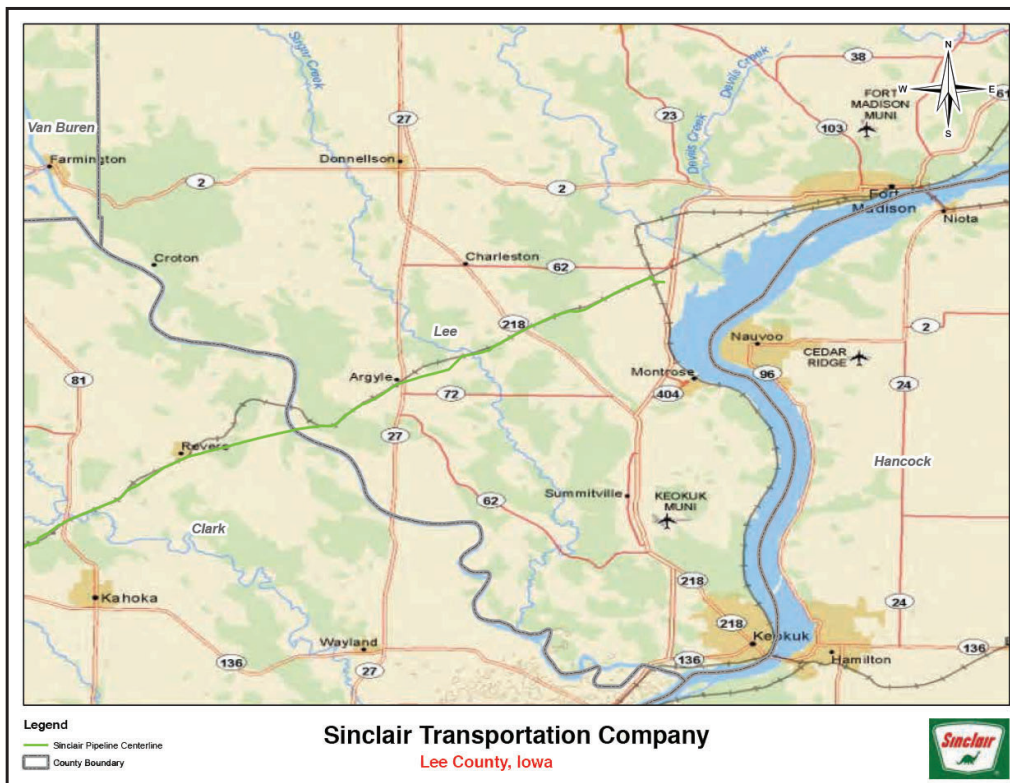 38
N
FORT
MADISON
MUNI
W
E
S
61
27
23
103
Sugar Creek
Devils Creek
Devils Creek
Van Buren
Farmington
Donnellson
2
2
Fort
Madison
Niota
Croton
Charleston
62
Lee
218
2
Nauvoo
CEDAR
RIDGE
81
Argyle
72
Montrose
404
96
24
27
Revere
Hancock
62
Summitville
KEOKUK
MUNI
Clark
218
Kahoka
24
218
Keokuk
Wayland
136
27
136
Hamilton
136
Legend
Sinclair Pipeline Centerline
County Boundary
Sinclair Transportation Company
Lee County, Iowa
Sinclair